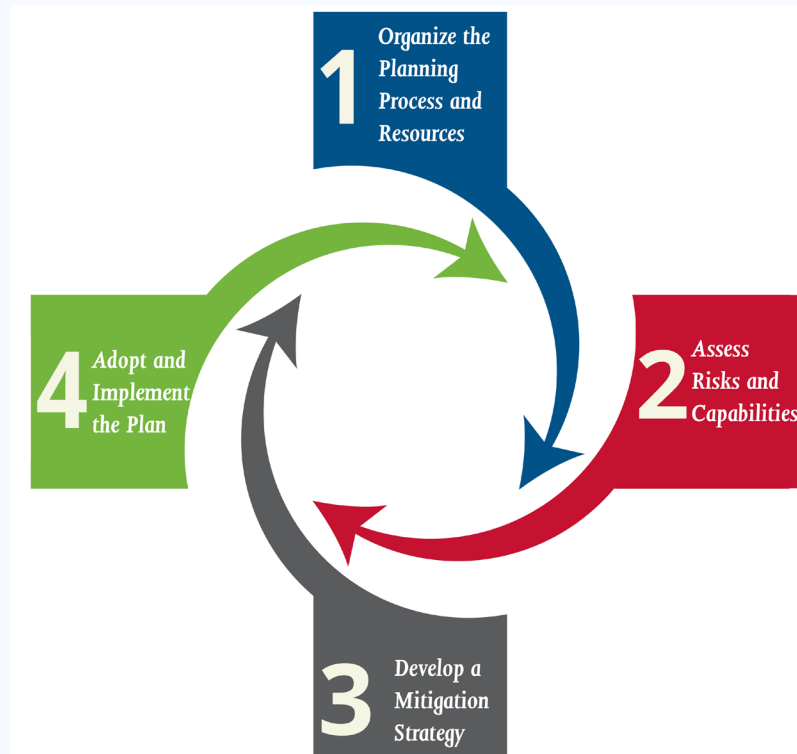 1
Organize the
Planning
Process and
Resources
2
Assess
Risks and
Capabilities
3
Develop a
Mitigation
Strategy
4
Adopt and
Implement
the Plan